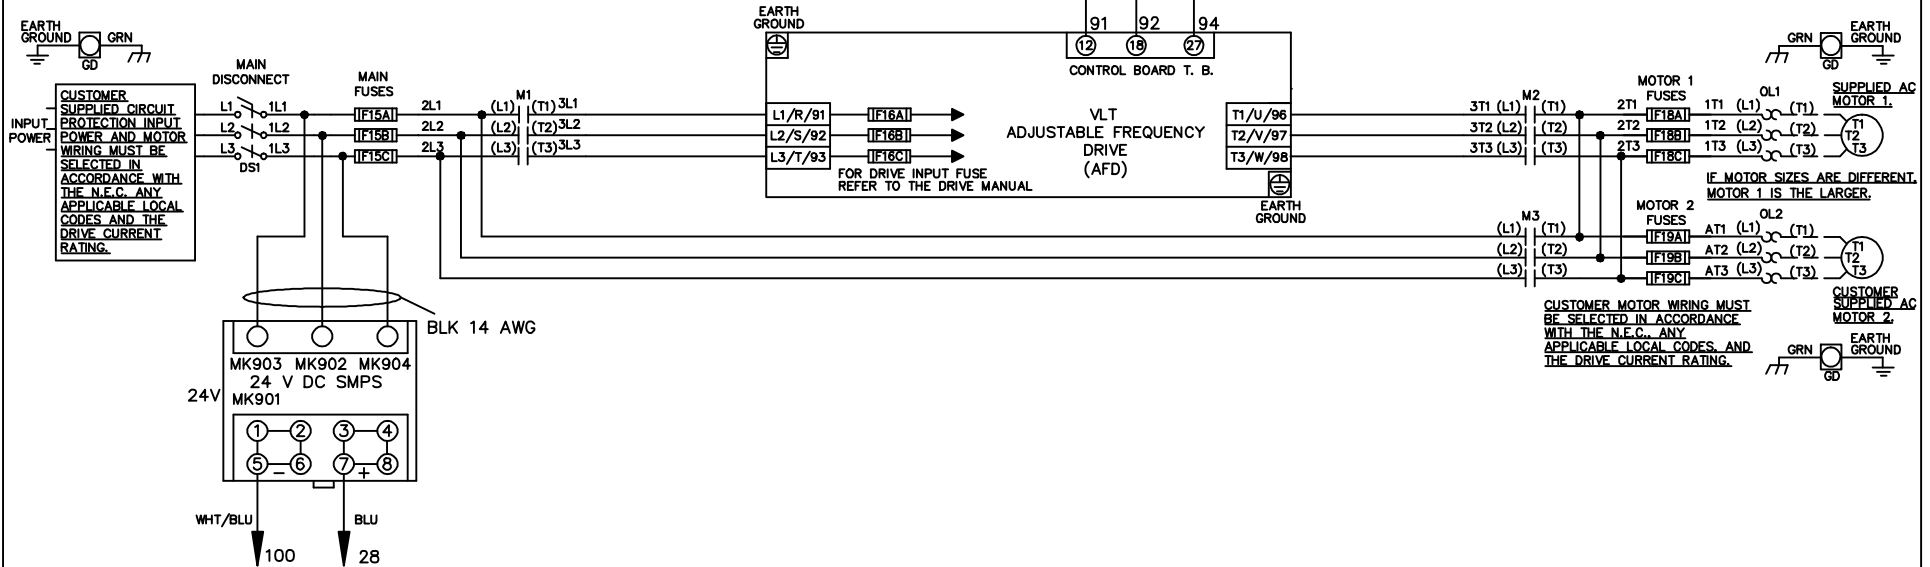 EARTH
GROUND
GRN
GD
INPUT
POWER
CUSTOMER
SUPPLIED CIRCUIT
PROTECTION INPUT
POWER AND MOTOR
WIRING MUST BE
SELECTED IN
ACCORDANCE WITH
THE N.E.C. ANY
APPLICABLE LOCAL
CODES AND THE
DRIVE CURRENT
RATING.
MAIN
DISCONNECT
L1 1L1
L2 1L2
L3 1L3
DS1
MAIN
FUSES
F15A
F15B
F15C
2L1
2L2
2L3
M1
(L1) (T1) 3L1
(L2) (T2) 3L2
(L3) (T3) 3L3
BLK 14 AWG
MK903 MK902 MK904
24 V DC SMPS
24V
MK901
1 2 3 4
5 6 7 8
- +
WHT/BLU
BLU
100
28
EARTH
GROUND
91 92 94
12 18 27
CONTROL BOARD T. B.
L1/R/91
L2/S/92
L3/T/93
F16A
F16B
F16C
FOR DRIVE INPUT FUSE
REFER TO THE DRIVE MANUAL
VLT
ADJUSTABLE FREQUENCY
DRIVE
(AFD)
T1/U/96
T2/V/97
T3/W/98
EARTH
GROUND
M2
3T1 (L1) (T1)
3T2 (L2) (T2)
3T3 (L3) (T3)
M3
(L1) (T1)
(L2) (T2)
(L3) (T3)
MOTOR 1
FUSES
2T1 F18A 1T1 (L1) (T1)
2T2 F18B 1T2 (L2) (T2)
2T3 F18C 1T3 (L3) (T3)
OL1
GRN
GD
EARTH
GROUND
SUPPLIED AC
MOTOR 1.
T1
T2
T3
IF MOTOR SIZES ARE DIFFERENT,
MOTOR 1 IS THE LARGER.
MOTOR 2
FUSES
OL2
F19A AT1 (L1) (T1)
F19B AT2 (L2) (T2)
F19C AT3 (L3) (T3)
T1
T2
T3
CUSTOMER
SUPPLIED AC
MOTOR 2.
CUSTOMER MOTOR WIRING MUST
BE SELECTED IN ACCORDANCE
WITH THE N.E.C., ANY
APPLICABLE LOCAL CODES, AND
THE DRIVE CURRENT RATING.
GRN
GD
EARTH
GROUND